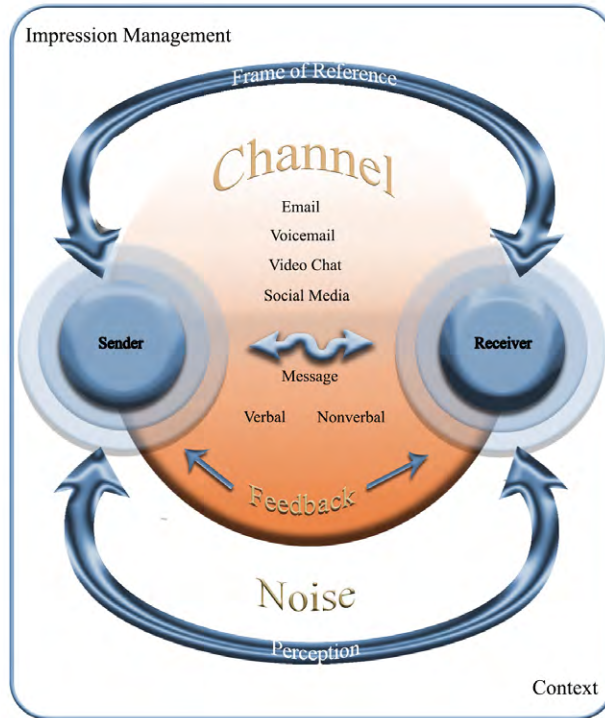 Impression Management
Frame of Reference
Channel
Email
Voicemail
Video Chat
Social Media
Sender
Receiver
Message
Verbal Nonverbal
Feedback
Noise
Perception
Context